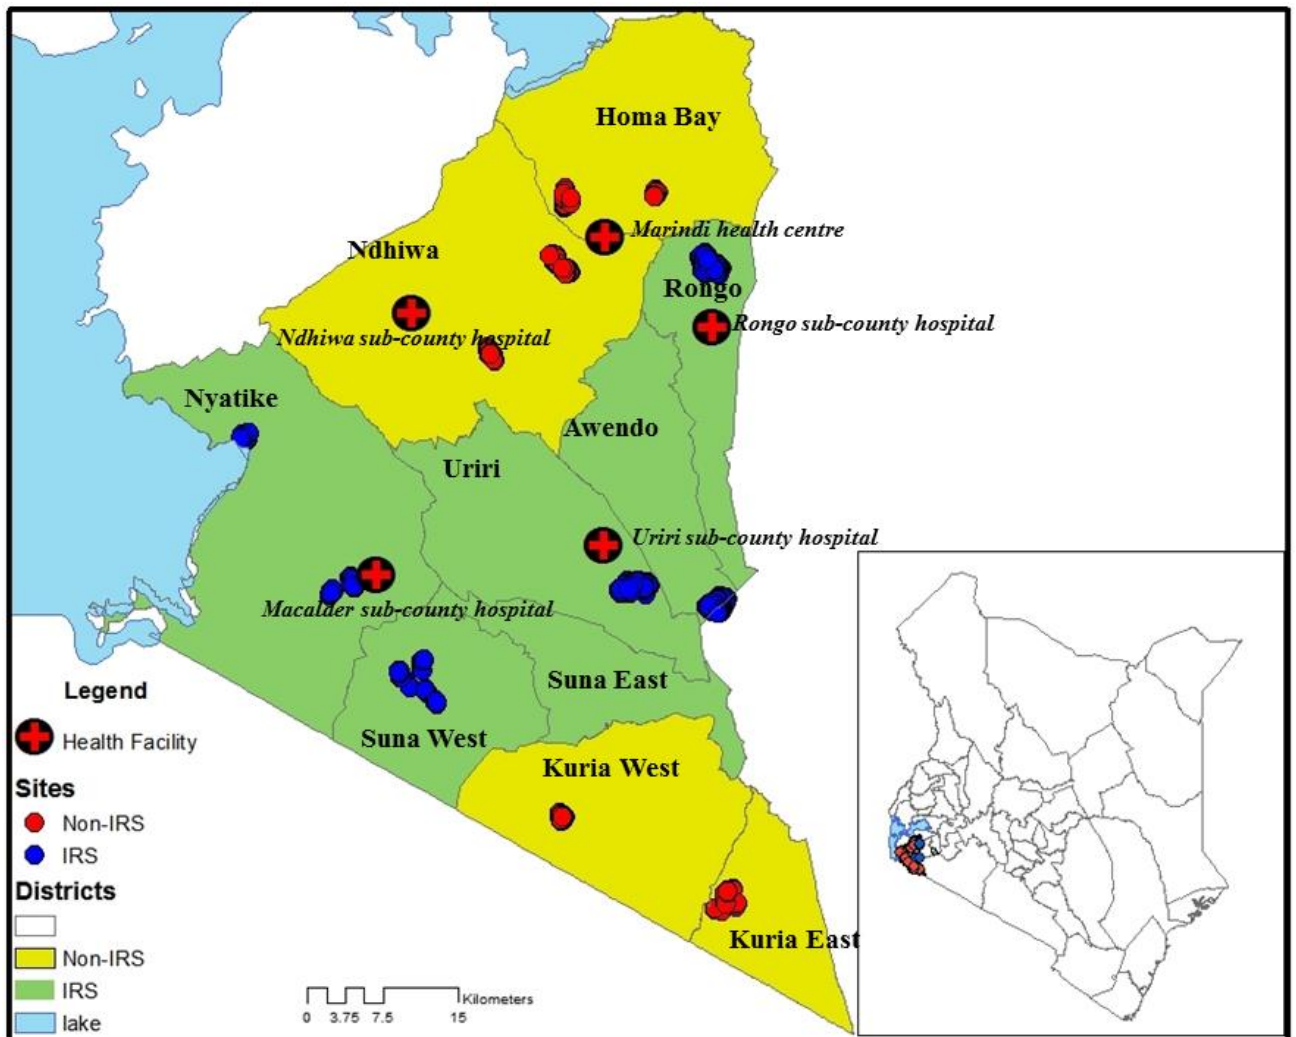 Homa Bay
Marindi health centre
Ndhiwa
Rongo
Rongo sub-county hospital
Ndhiwa sub-county hospital
Nyatike
Awendo
Uriri
Uriri sub-county hospital
Macalder sub-county hospital
Suna East
Suna West
Kuria West
Kuria East
Legend
Health Facility
Sites
Non-IRS
IRS
Districts
Non-IRS
IRS
lake
Kilometers
0 3.75 7.5 15